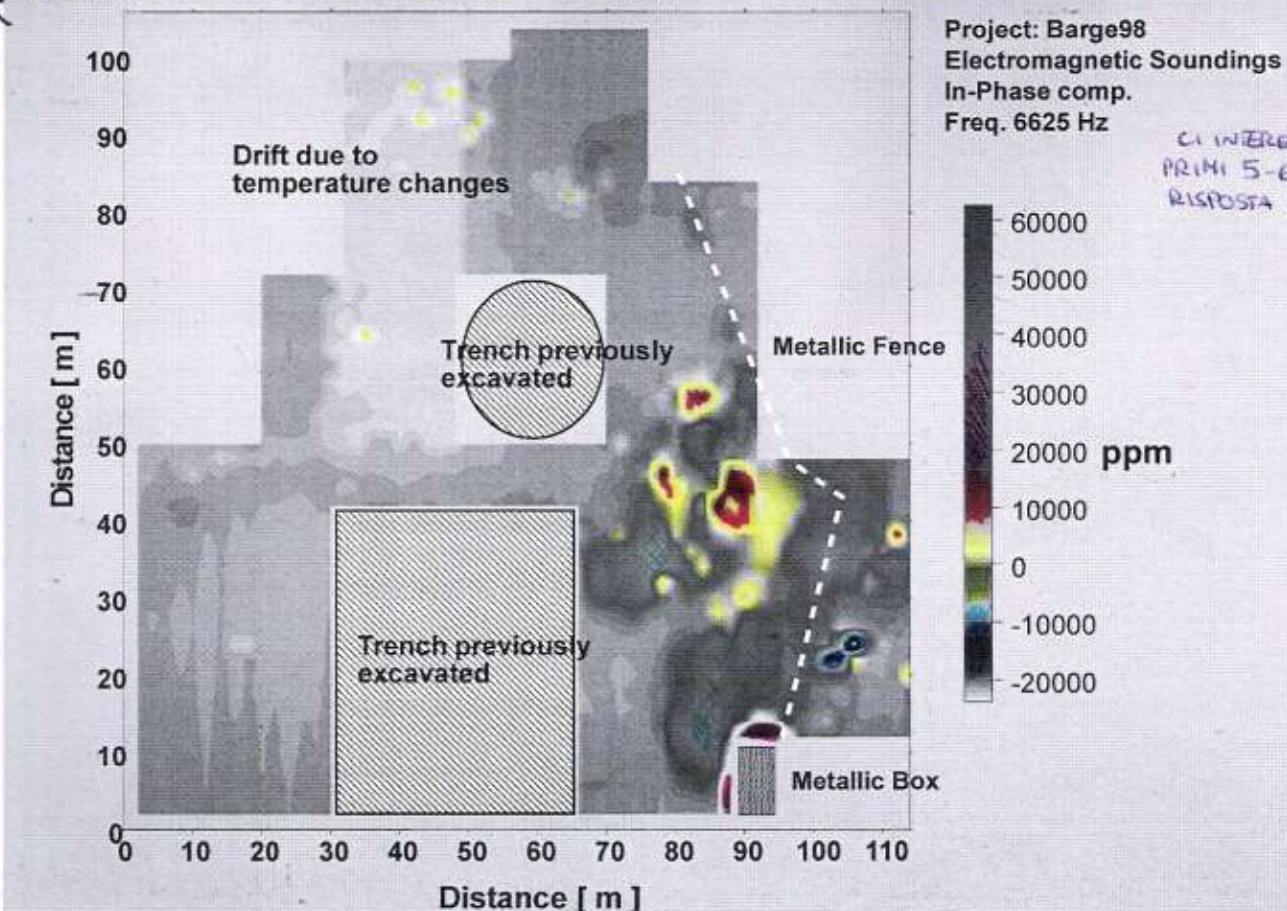 Project: Barge98
Electromagnetic Soundings
In-Phase comp.
Freq. 6625 Hz
PRIMI 5-
RISPOSTA
Drift due to
temperature changes
Trench previously
excavated
Metallic Fence
Trench previously
excavated
Metallic Box
Distance [ m ]
100
90
80
70
60
50
40
30
20
10
0
0 10 20 30 40 50 60 70 80 90 100 110
Distance [ m ]
60000
50000
40000
30000
20000
10000
0
-10000
-20000
ppm